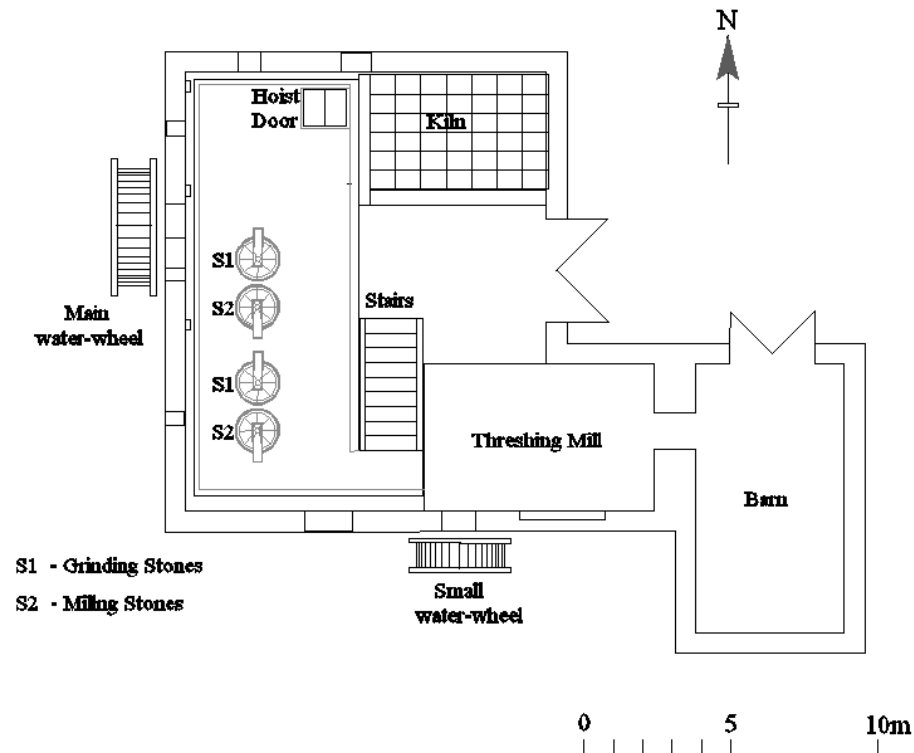 N
Hoist
Door
Kiln
S1
S2
Stairs
Main
water-wheel
S1
S2
Threshing Mill
Barn
S1 - Grinding Stones
S2 - Milling Stones
Small
water-wheel
0 5 10m